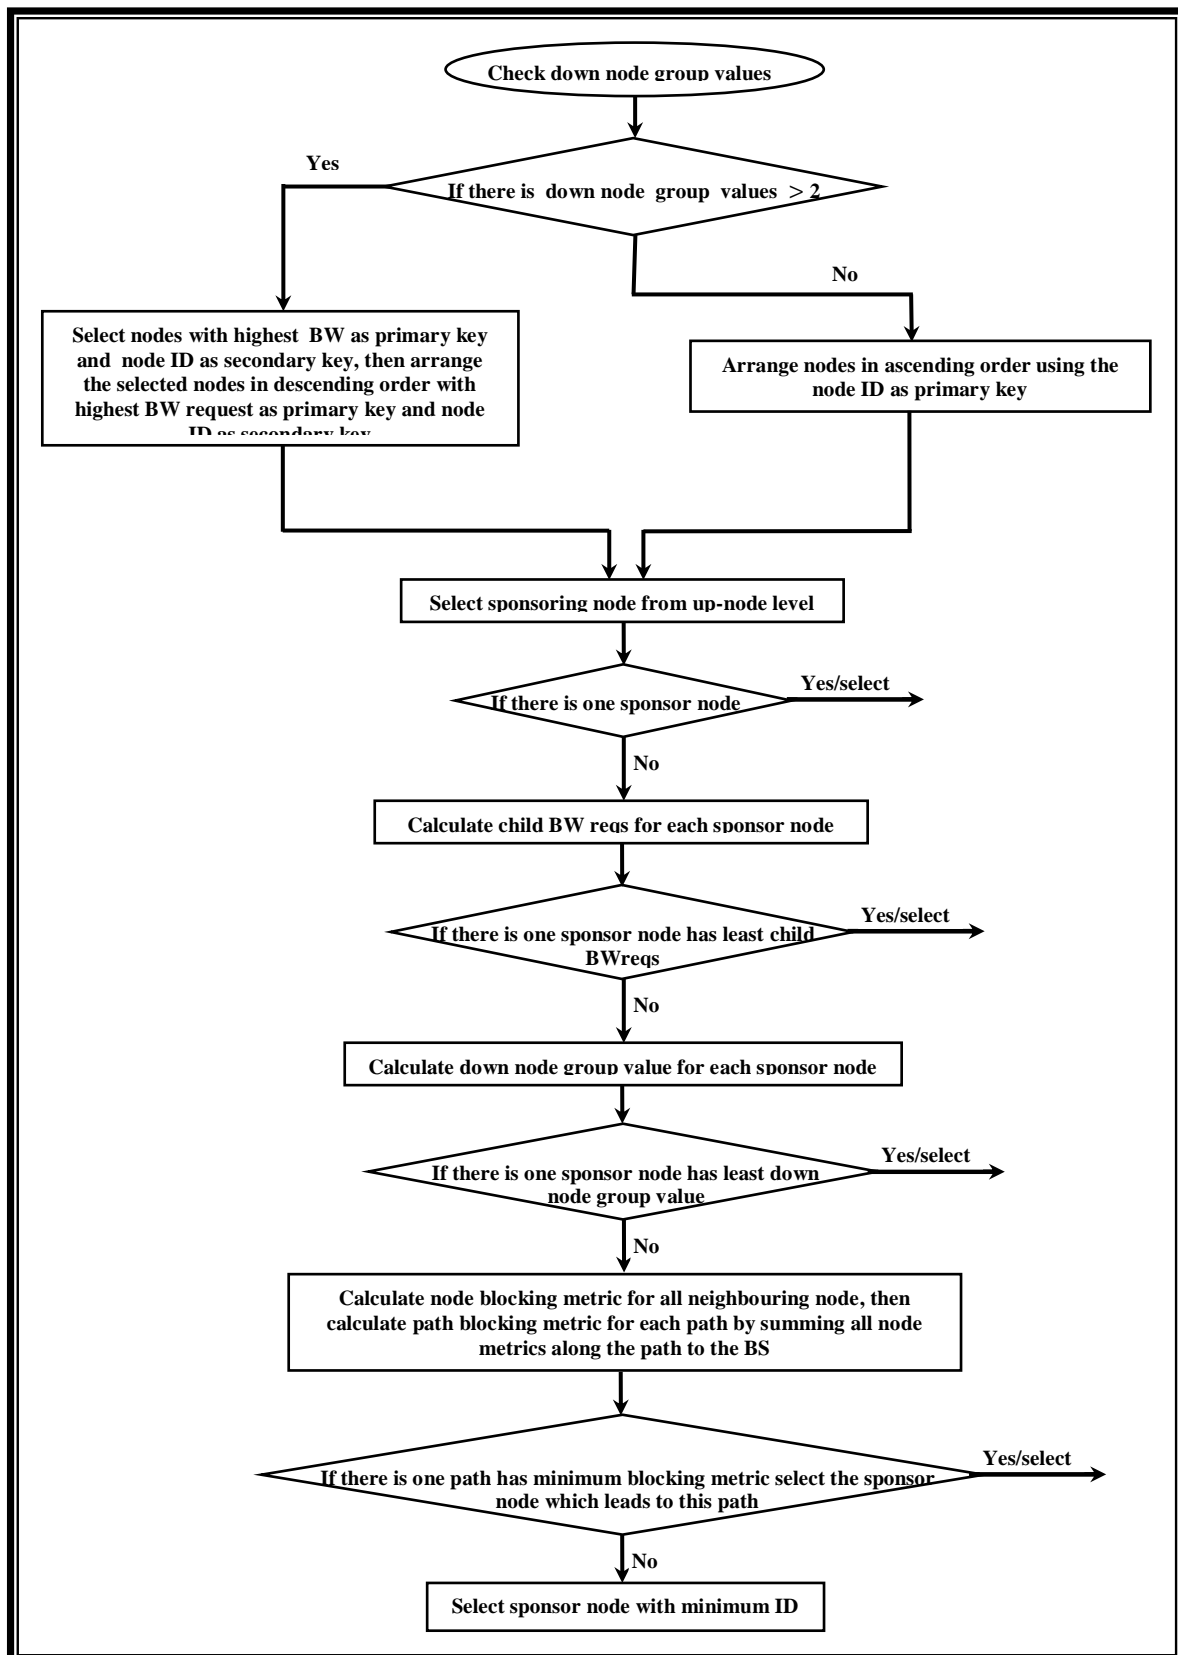 Check down node group values
Yes
If there is down node group values > 2
No
Select nodes with highest BW as primary key
and node ID as secondary key, then arrange
the selected nodes in descending order with
highest BW request as primary key and node
ID as secondary key
Arrange nodes in ascending order using the
node ID as primary key
Select sponsoring node from up-node level
If there is one sponsor node
Yes/select
No
Calculate child BW reqs for each sponsor node
If there is one sponsor node has least child
BWreqs
Yes/select
No
Calculate down node group value for each sponsor node
If there is one sponsor node has least down
node group value
Yes/select
No
Calculate node blocking metric for all neighbouring node, then
calculate path blocking metric for each path by summing all node
metrics along the path to the BS
If there is one path has minimum blocking metric select the sponsor
node which leads to this path
Yes/select
No
Select sponsor node with minimum ID